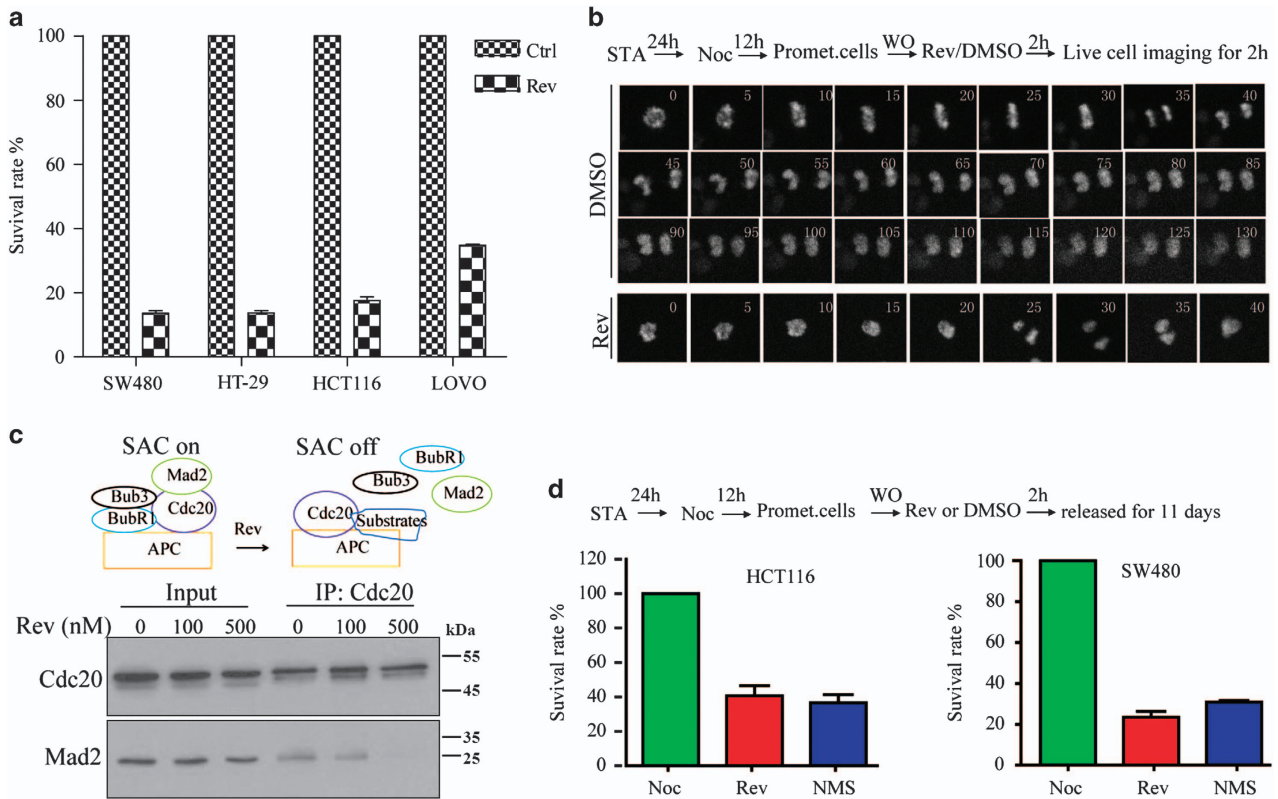 a
100
80
60
40
20
0
Suvival rate %
Ctrl
Rev
SW480 HT-29 HCT116 LOVO
b
STA 24h Noc 12h Promet.cells WO Rev/DMSO 2h Live cell imaging for 2h
DMSO
0 5 10 15 20 25 30 35 40
45 50 55 60 65 70 75 80 85
90 95 100 105 110 115 120 125 130
Rev
0 5 10 15 20 25 30 35 40
c
SAC on SAC off
Mad2
Bub3
Cdc20
BubR1
APC
Rev
BubR1
Bub3
Mad2
Cdc20
Substrates
APC
Input IP: Cdc20
Rev (nM) 0 100 500 0 100 500 kDa
Cdc20
55
45
Mad2
35
25
d
STA 24h Noc 12h Promet.cells WO Rev or DMSO 2h released for 11 days
HCT116
120
100
80
60
40
20
0
Suvival rate %
Noc Rev NMS
SW480
100
80
60
40
20
0
Suvival rate %
Noc Rev NMS